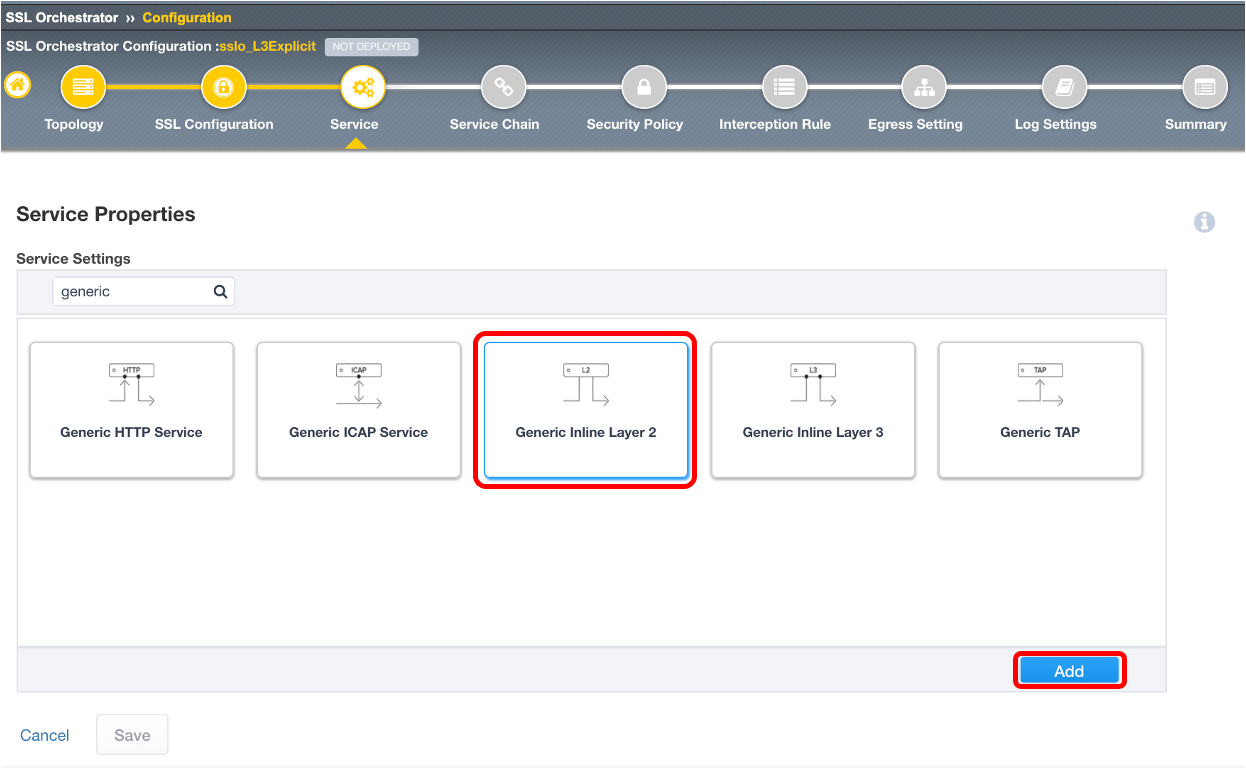 SSL Orchestrator ›› Configuration
SSL Orchestrator Configuration :sslo_L3Explicit NOT DEPLOYED
Topology SSL Configuration Service Service Chain Security Policy Interception Rule Egress Setting Log Settings Summary
Service Properties
Service Settings
generic
HTTP ICAP L2 L3 TAP
Generic HTTP Service Generic ICAP Service Generic Inline Layer 2 Generic Inline Layer 3 Generic TAP
Add
Cancel Save